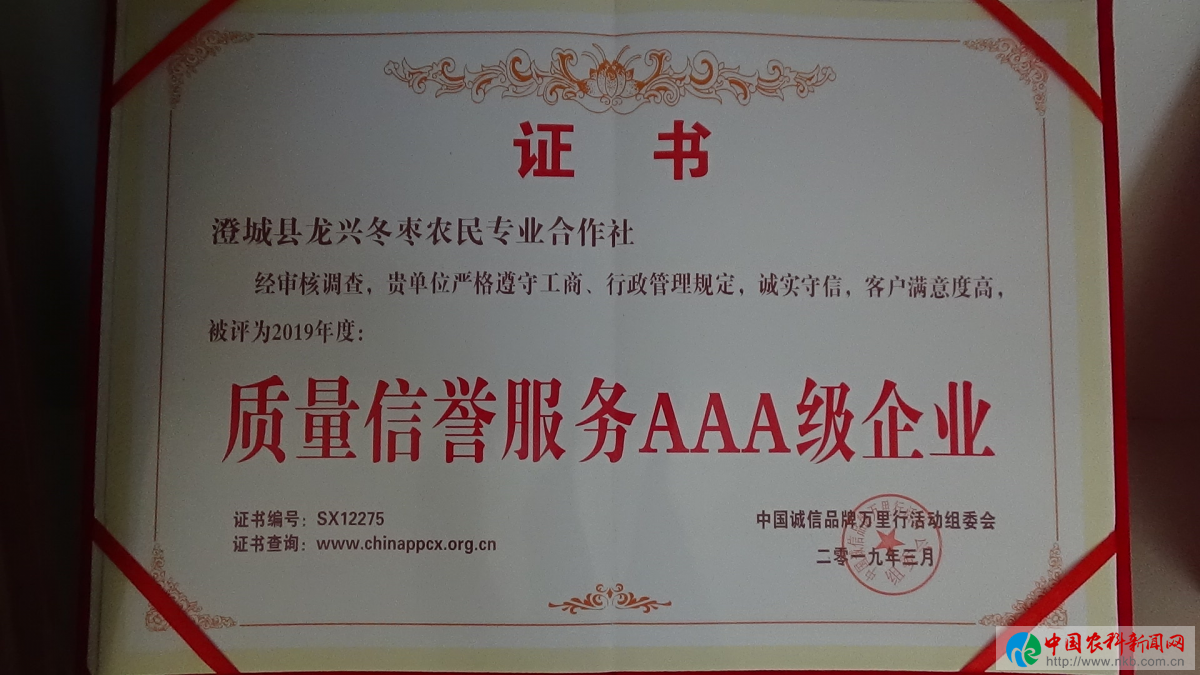 证书
澄城县龙兴冬枣农民专业合作社
经审核调查，贵单位严格遵守工商、行政管理规定，诚实守信，客户满意度高，
被评为2019年度：
质量信誉服务AAA级企业
证书编号：SX12275
证书查询：www.chinappcx.org.cn
中国诚信品牌万里行活动组委会
二零一九年三月
中国农科新闻网
http://www.nkb.com.cn